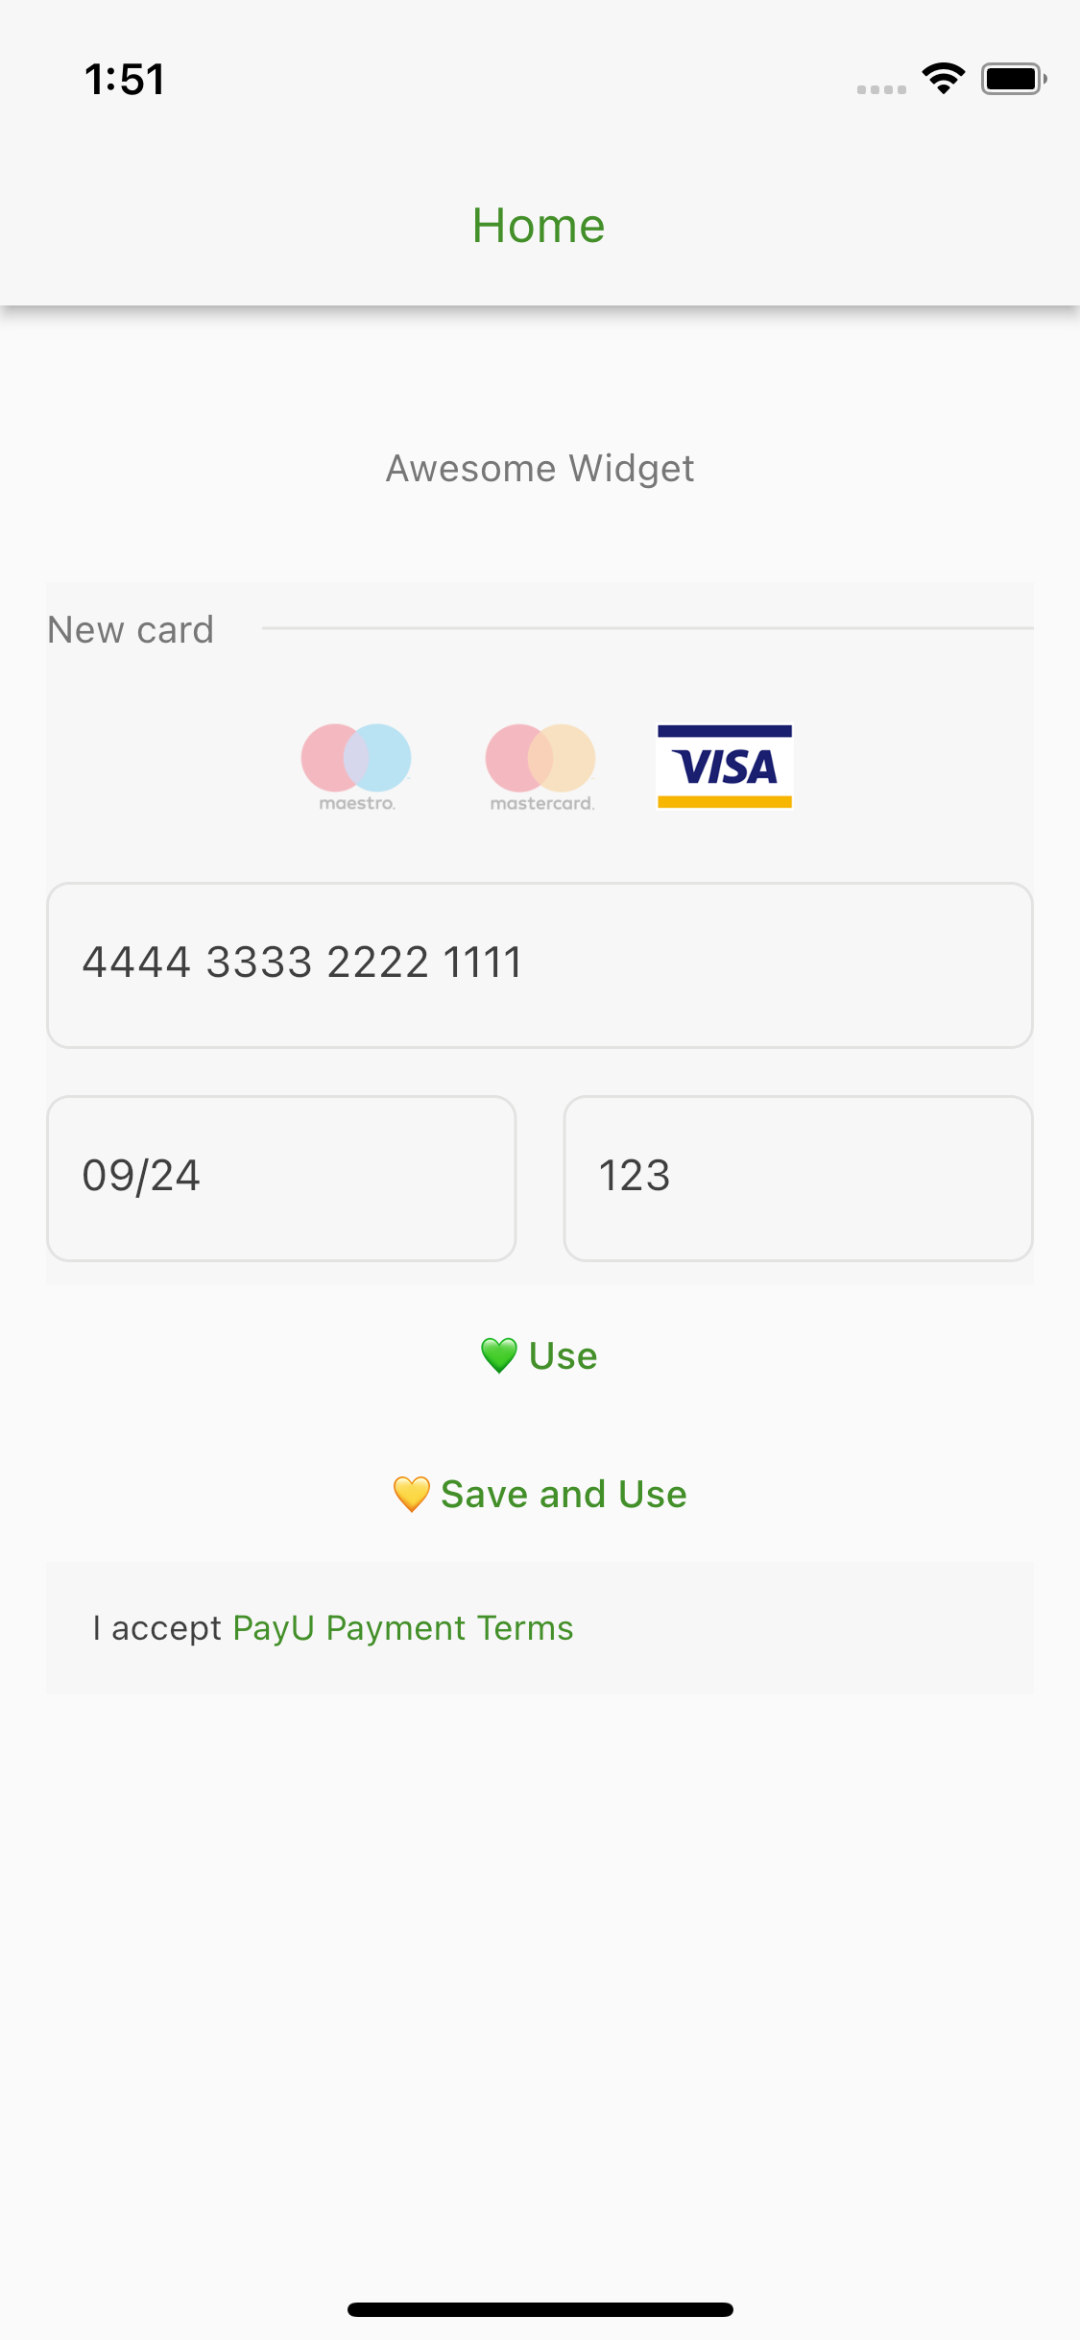 1:51
Home
Awesome Widget
New card
maestro. mastercard. VISA
4444 3333 2222 1111
09/24 123
💚 Use
💛 Save and Use
I accept PayU Payment Terms